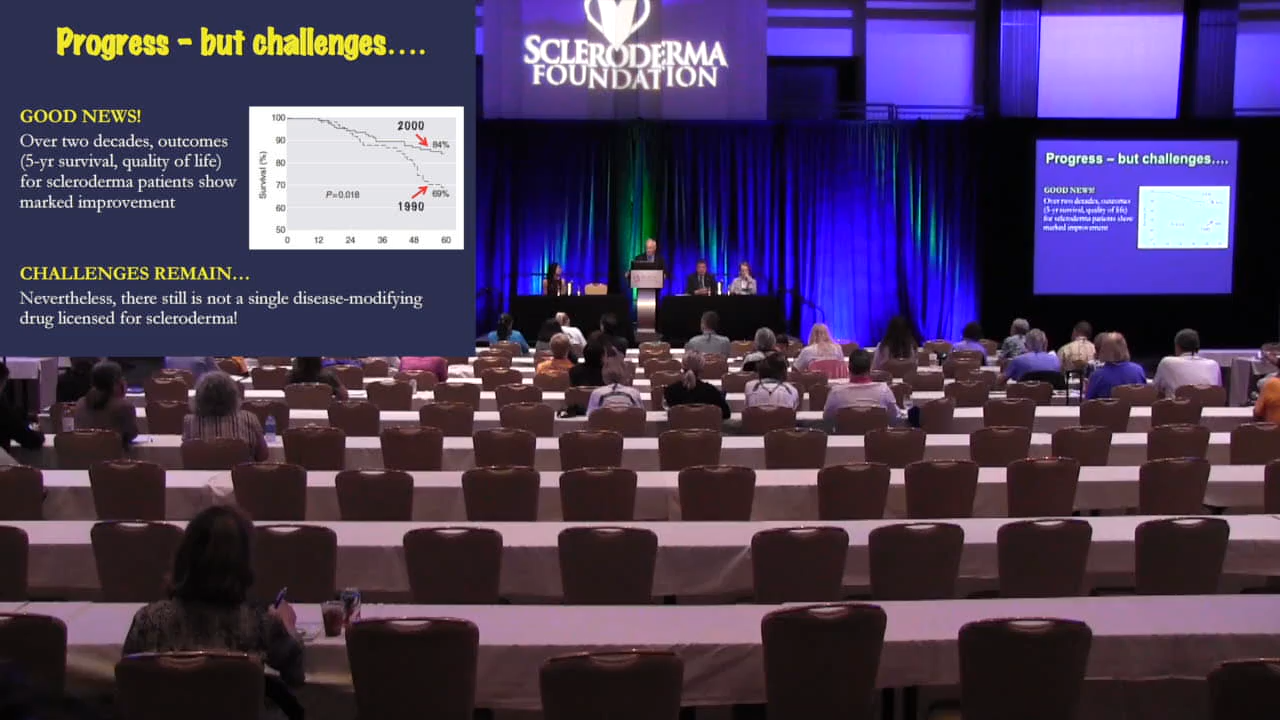 Progress – but challenges....
GOOD NEWS!
Over two decades, outcomes
(5-yr survival, quality of life)
for scleroderma patients show
marked improvement
100
90
80
70
60
50
Survival (%)
2000
84%
P=0.018
69%
1990
0 12 24 36 48 60
CHALLENGES REMAIN...
Nevertheless, there still is not a single disease-modifying
drug licensed for scleroderma!
SCLERODERMA
FOUNDATION
Progress – but challenges....
GOOD NEWS!
Over two decades, outcomes
(5-yr survival, quality of life)
for scleroderma patients show
marked improvement